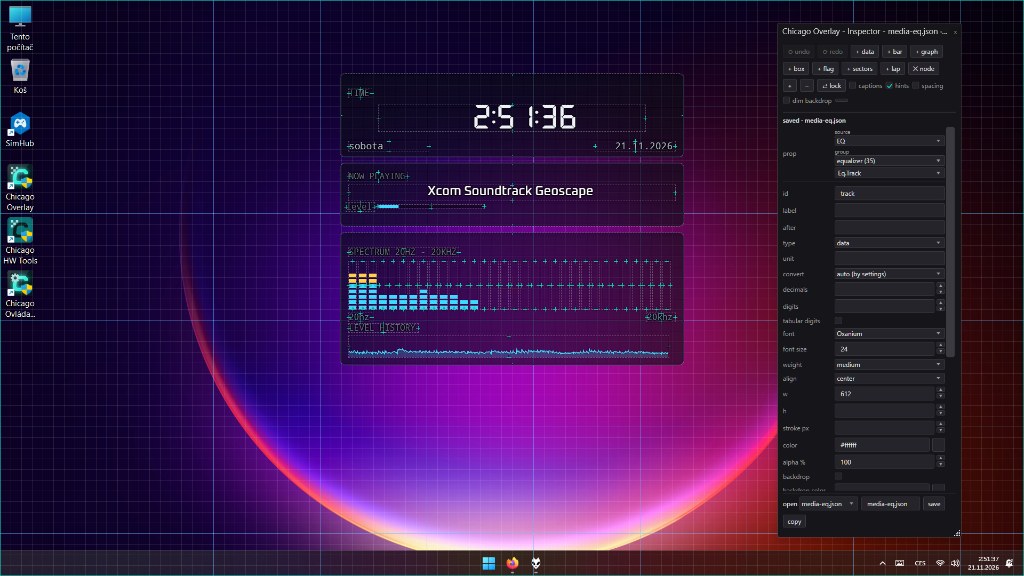 Tento
počítač
Koš
SimHub
Chicago
Overlay
Chicago
HW Tools
Chicago
Ovláda...
TIME
2:51:36
sobota
21.11.2026
NOW PLAYING
Xcom Soundtrack Geoscape
Level
SPECTRUM 20HZ - 20KHZ
20hz
20khz
LEVEL HISTORY
Chicago Overlay - Inspector - media-eq.json -...
undo
redo
+ data
+ bar
+ graph
+ box
+ flag
+ sectors
+ lap
X node
+
-
lock
captions
hints
spacing
dim backdrop
saved - media-eq.json
source
prop
EQ
group
equalizer (35)
Eq.Track
id
track
label
after
type
data
unit
convert
auto (by settings)
decimals
digits
tabular digits
font
Oxanium
font size
24
weight
medium
align
center
w
612
h
stroke px
color
#ffffff
alpha %
100
backdrop
backdrop color
open
media-eq.json
media-eq.json
save
copy
CES
2:51:37
21.11.2026